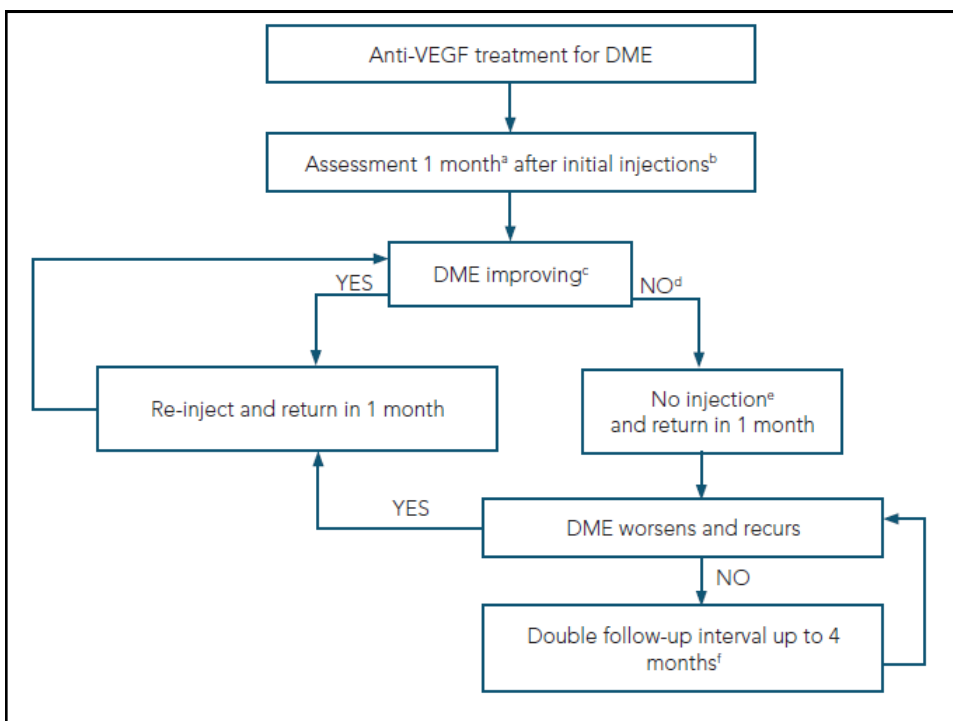 Anti-VEGF treatment for DME
Assessment 1 monthᵃ after initial injectionsᵇ
DME improvingᶜ
YES
NOᵈ
Re-inject and return in 1 month
No injectionᵉ
and return in 1 month
YES
DME worsens and recurs
NO
Double follow-up interval up to 4
monthsᶠ